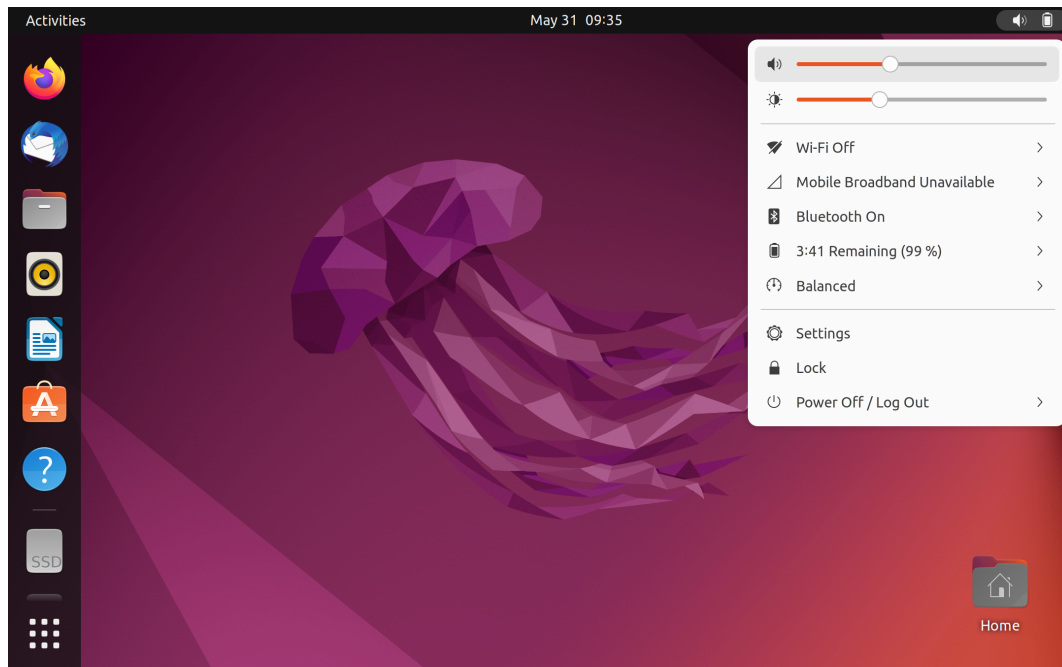 Activities
May 31 09:35
Wi-Fi Off
Mobile Broadband Unavailable
Bluetooth On
3:41 Remaining (99 %)
Balanced
Settings
Lock
Power Off / Log Out
?
SSD
Home